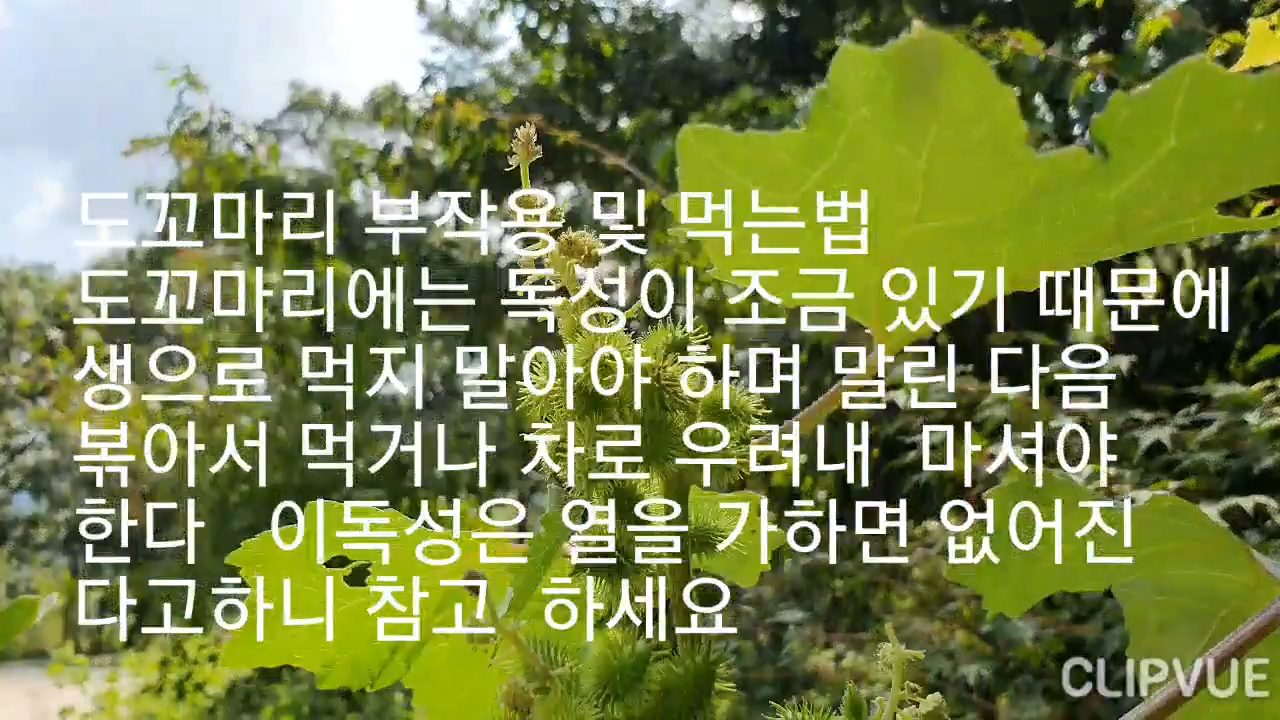 도꼬마리 부작용 및 먹는법
도꼬마리에는 독성이 조금 있기 때문에
생으로 먹지 말아야 하며 말린 다음
볶아서 먹거나 차로 우려내 마셔야
한다 이독성은 열을 가하면 없어진
다고하니 참고 하세요
CLIPVUE